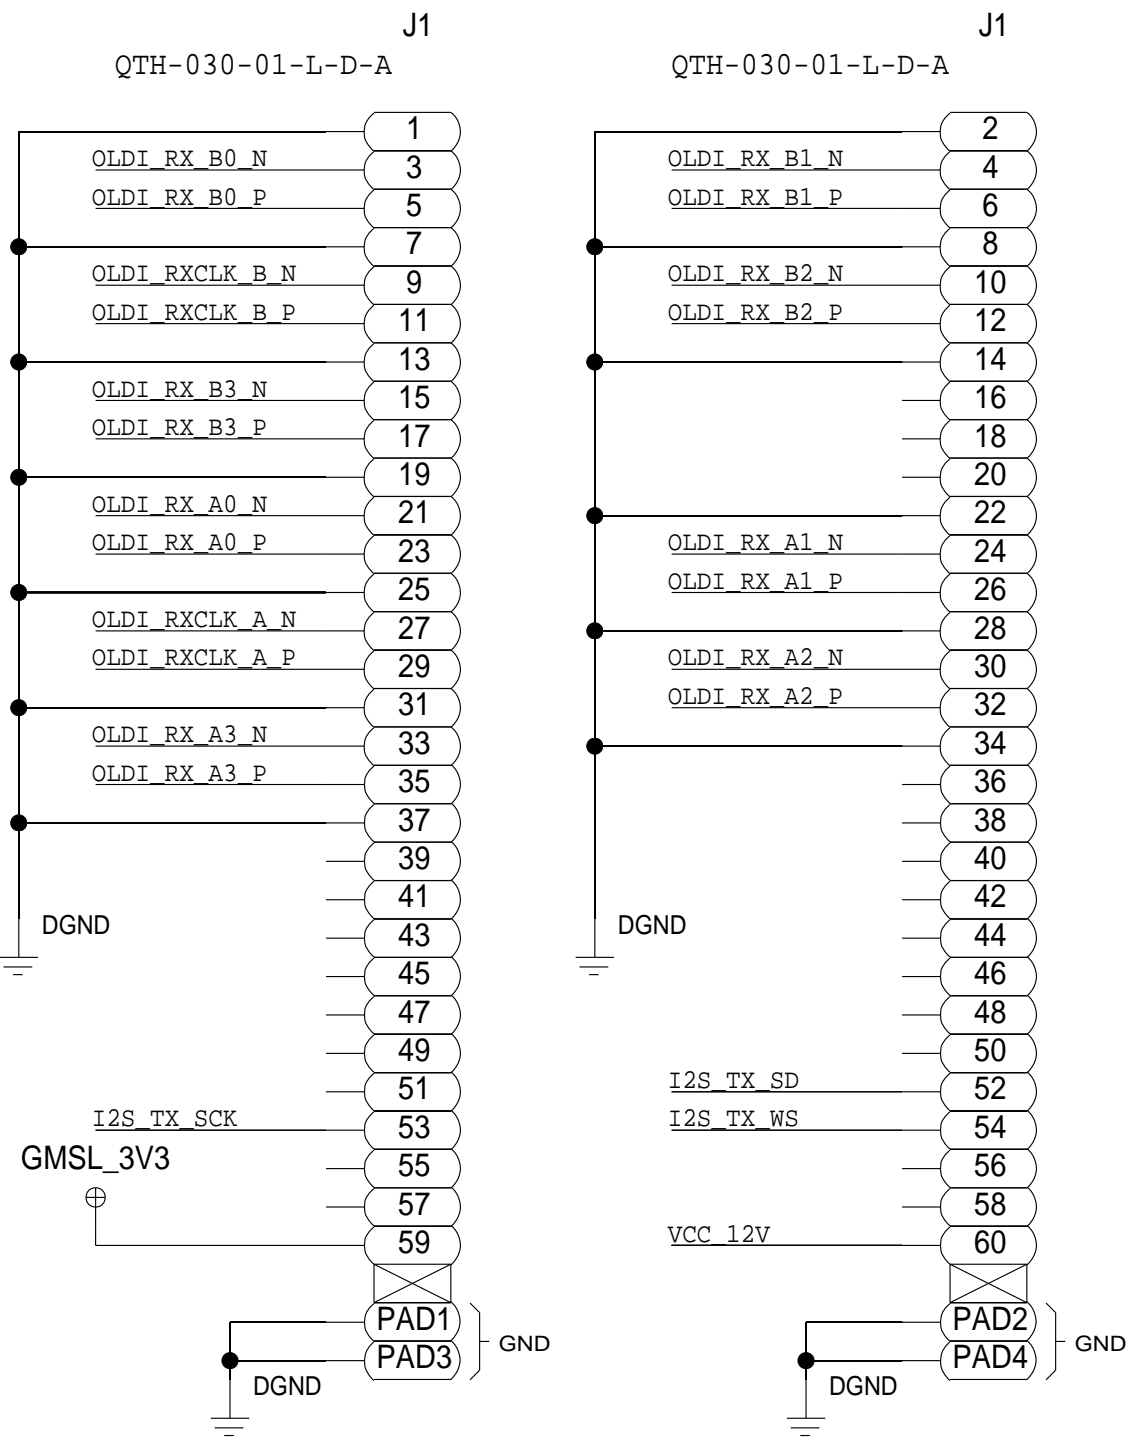 J1
QTH-030-01-L-D-A
1
OLDI_RX_B0_N
3
OLDI_RX_B0_P
5
7
OLDI_RXCLK_B_N
9
OLDI_RXCLK_B_P
11
13
OLDI_RX_B3_N
15
OLDI_RX_B3_P
17
19
OLDI_RX_A0_N
21
OLDI_RX_A0_P
23
25
OLDI_RXCLK_A_N
27
OLDI_RXCLK_A_P
29
31
OLDI_RX_A3_N
33
OLDI_RX_A3_P
35
37
39
41
DGND
43
45
47
49
51
I2S_TX_SCK
53
GMSL_3V3
55
57
59
PAD1
PAD3
GND
DGND
J1
QTH-030-01-L-D-A
2
OLDI_RX_B1_N
4
OLDI_RX_B1_P
6
8
OLDI_RX_B2_N
10
OLDI_RX_B2_P
12
14
16
18
20
22
OLDI_RX_A1_N
24
OLDI_RX_A1_P
26
28
OLDI_RX_A2_N
30
OLDI_RX_A2_P
32
34
36
38
40
42
DGND
44
46
48
50
I2S_TX_SD
52
I2S_TX_WS
54
56
58
VCC_12V
60
PAD2
PAD4
GND
DGND